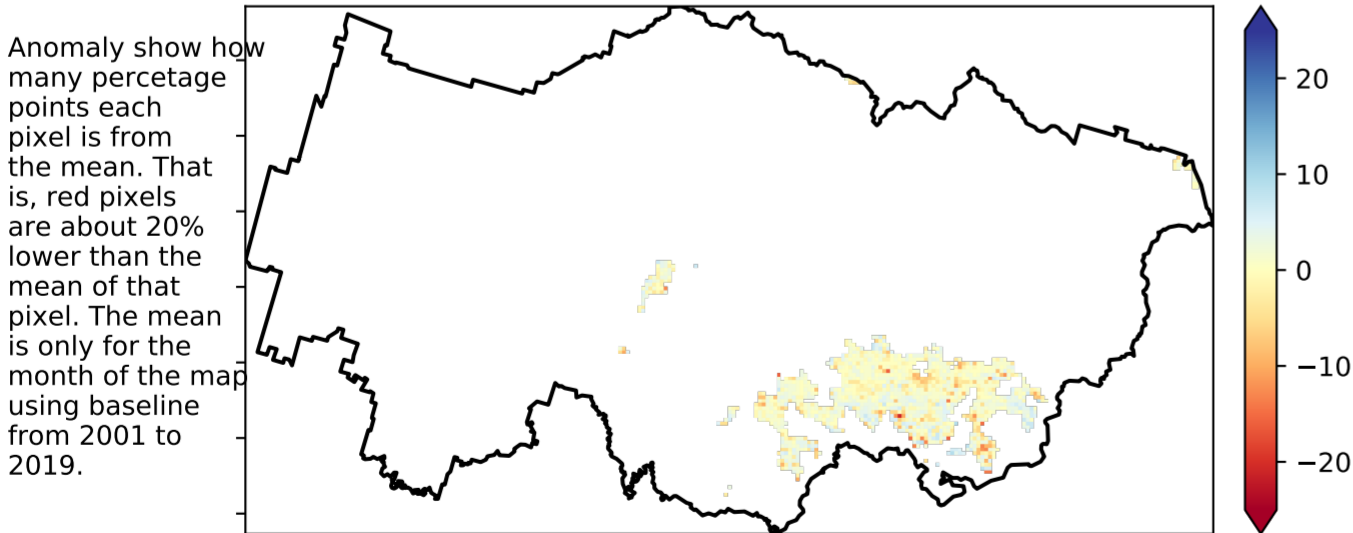 Anomaly show how
many percetage
points each
pixel is from
the mean. That
is, red pixels
are about 20%
lower than the
mean of that
pixel. The mean
is only for the
month of the map
using baseline
from 2001 to
2019.
20
10
0
−10
−20